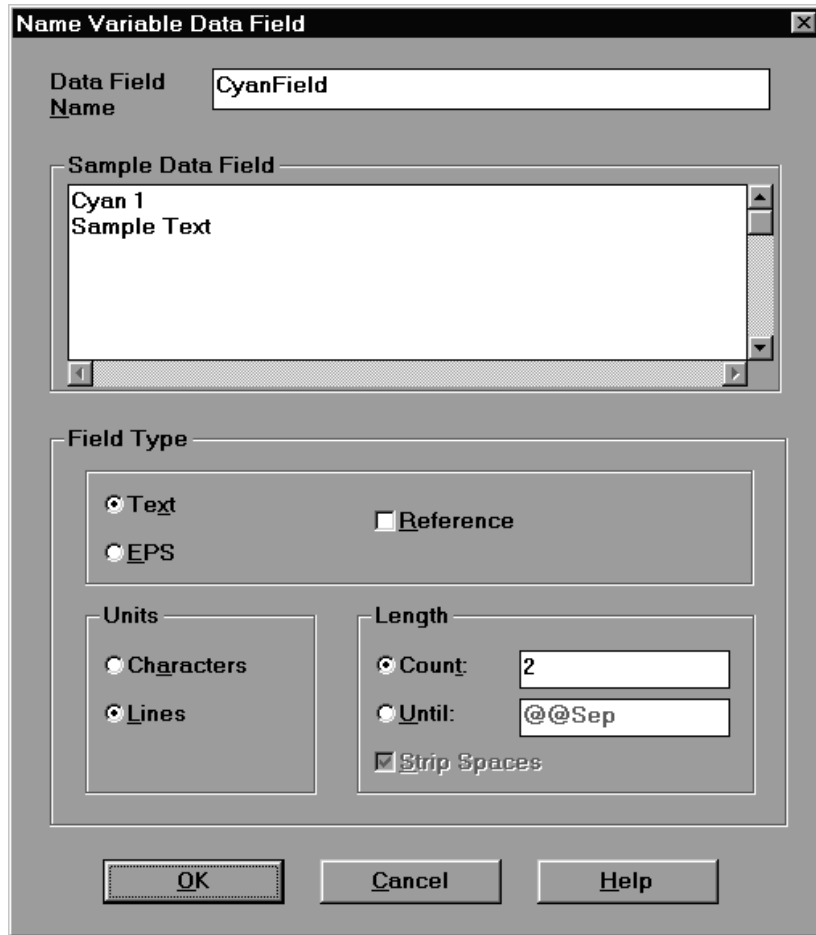 Name Variable Data Field
Data Field
Name
CyanField
Sample Data Field
Cyan 1
Sample Text
Field Type
Text
Reference
EPS
Units
Length
Characters
Count:
2
Lines
Until:
@@Sep
Strip Spaces
OK
Cancel
Help